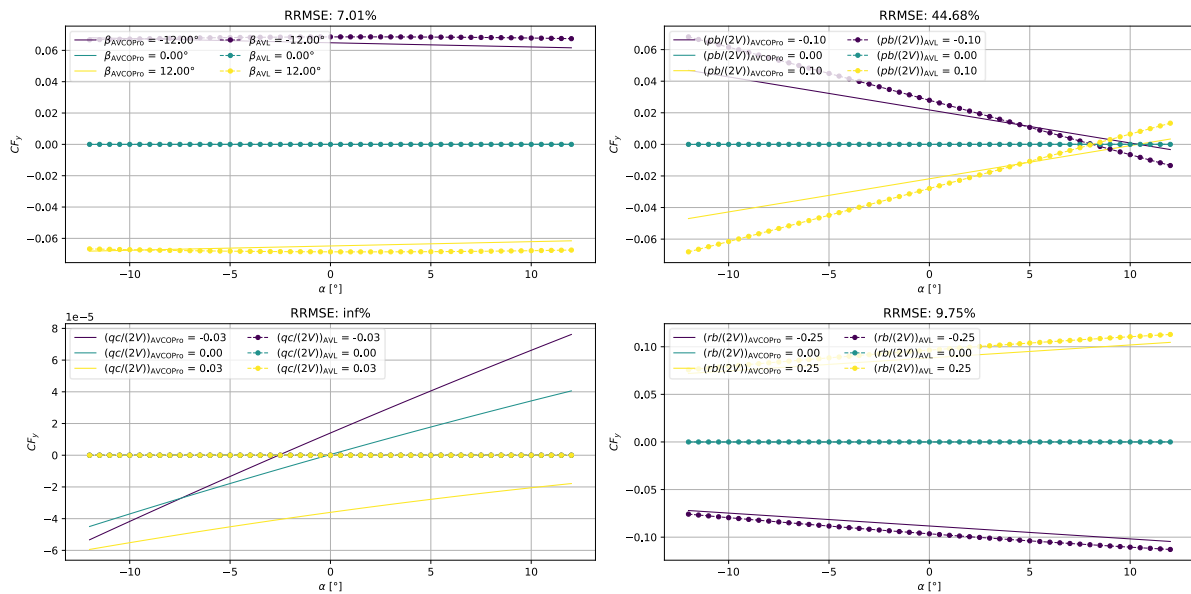 RRMSE: 7.01%
β_AVCOPro = -12.00° β_AVL = -12.00°
β_AVCOPro = 0.00° β_AVL = 0.00°
β_AVCOPro = 12.00° β_AVL = 12.00°
0.06
0.04
0.02
0.00
−0.02
−0.04
−0.06
CF_y
−10 −5 0 5 10
α [°]
RRMSE: 44.68%
(pb/(2V))_AVCOPro = -0.10 (pb/(2V))_AVL = -0.10
(pb/(2V))_AVCOPro = 0.00 (pb/(2V))_AVL = 0.00
(pb/(2V))_AVCOPro = 0.10 (pb/(2V))_AVL = 0.10
0.06
0.04
0.02
0.00
−0.02
−0.04
−0.06
CF_y
−10 −5 0 5 10
α [°]
RRMSE: inf%
1e−5
(qc/(2V))_AVCOPro = -0.03 (qc/(2V))_AVL = -0.03
(qc/(2V))_AVCOPro = 0.00 (qc/(2V))_AVL = 0.00
(qc/(2V))_AVCOPro = 0.03 (qc/(2V))_AVL = 0.03
8
6
4
2
0
−2
−4
−6
CF_y
−10 −5 0 5 10
α [°]
RRMSE: 9.75%
(rb/(2V))_AVCOPro = -0.25 (rb/(2V))_AVL = -0.25
(rb/(2V))_AVCOPro = 0.00 (rb/(2V))_AVL = 0.00
(rb/(2V))_AVCOPro = 0.25 (rb/(2V))_AVL = 0.25
0.10
0.05
0.00
−0.05
−0.10
CF_y
−10 −5 0 5 10
α [°]